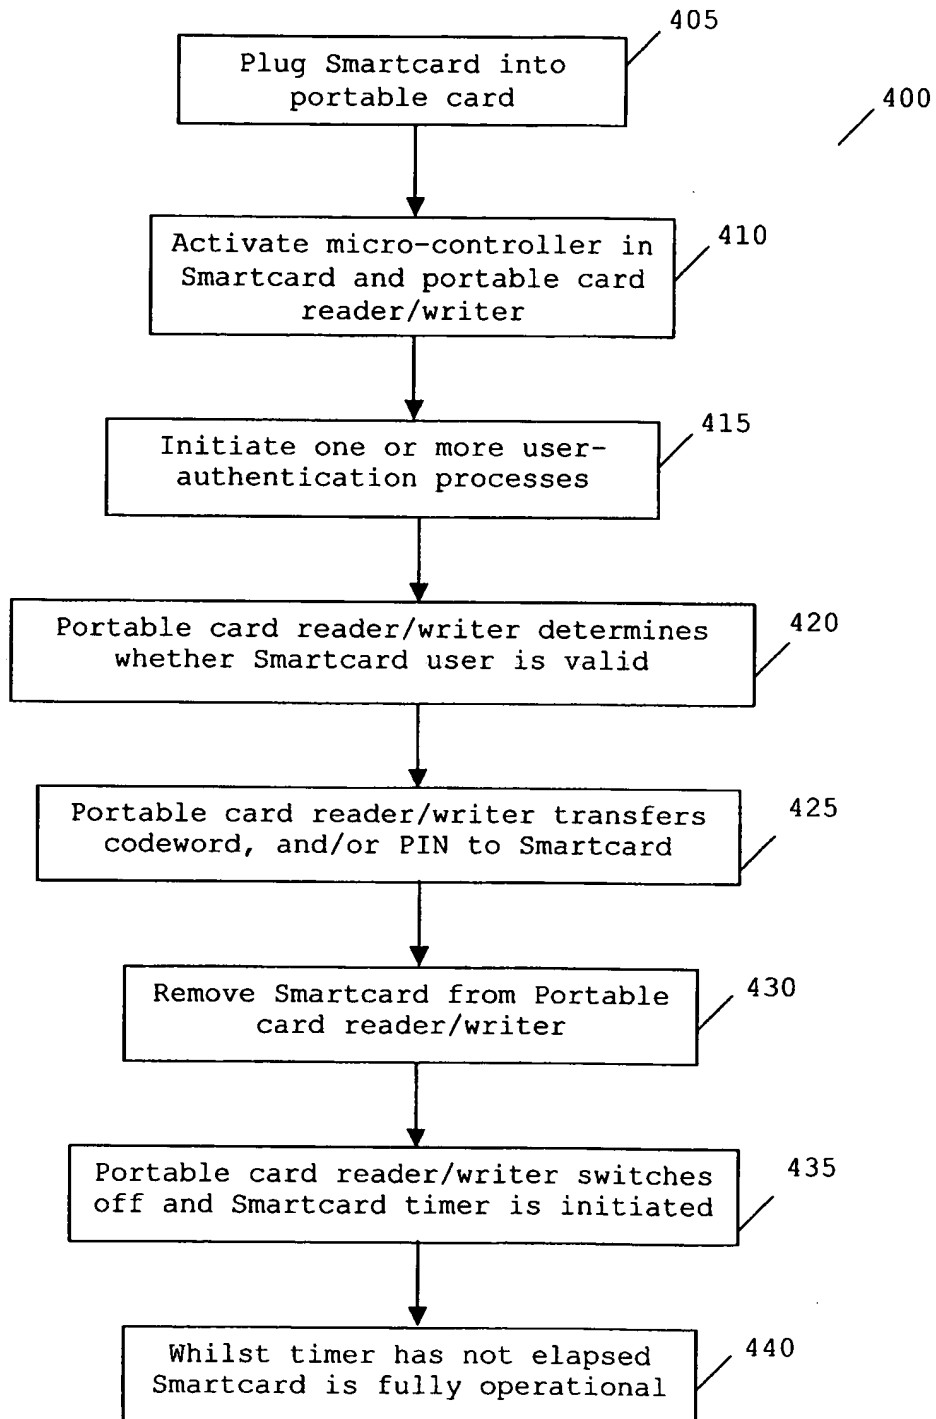 405
Plug Smartcard into
portable card
400
410
Activate micro-controller in
Smartcard and portable card
reader/writer
415
Initiate one or more user-
authentication processes
420
Portable card reader/writer determines
whether Smartcard user is valid
425
Portable card reader/writer transfers
codeword, and/or PIN to Smartcard
430
Remove Smartcard from Portable
card reader/writer
435
Portable card reader/writer switches
off and Smartcard timer is initiated
440
Whilst timer has not elapsed
Smartcard is fully operational